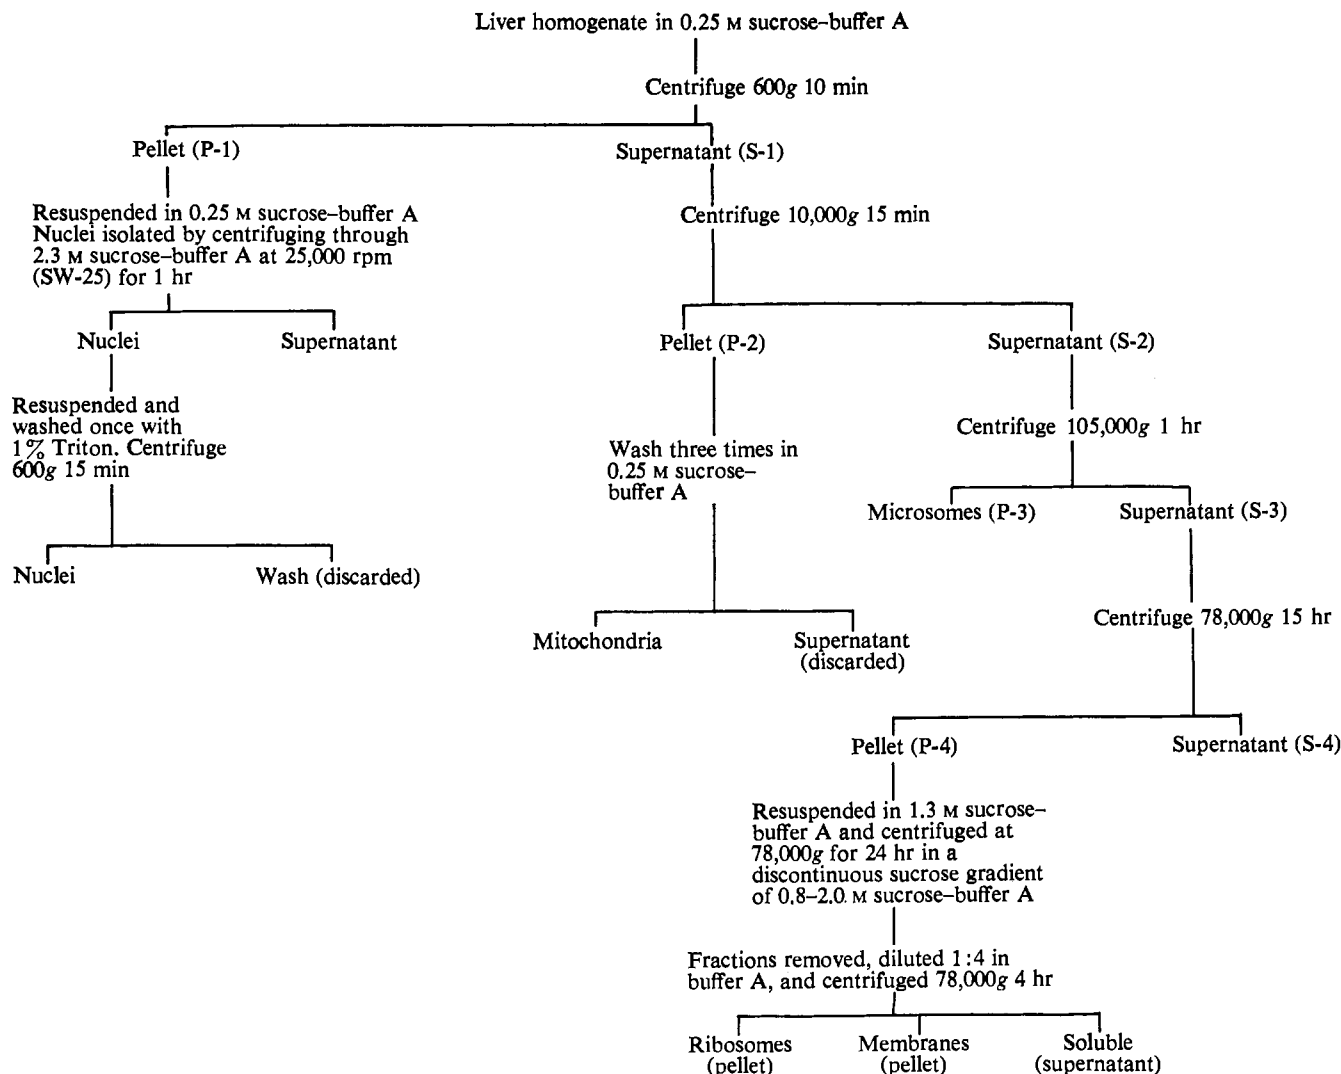 Liver homogenate in 0.25 M sucrose–buffer A
Centrifuge 600g 10 min
Pellet (P-1)
Supernatant (S-1)
Resuspended in 0.25 M sucrose–buffer A
Nuclei isolated by centrifuging through
2.3 M sucrose–buffer A at 25,000 rpm
(SW-25) for 1 hr
Centrifuge 10,000g 15 min
Nuclei
Supernatant
Pellet (P-2)
Supernatant (S-2)
Resuspended and
washed once with
1% Triton. Centrifuge
600g 15 min
Wash three times in
0.25 M sucrose–
buffer A
Centrifuge 105,000g 1 hr
Microsomes (P-3)
Supernatant (S-3)
Nuclei
Wash (discarded)
Centrifuge 78,000g 15 hr
Mitochondria
Supernatant
(discarded)
Pellet (P-4)
Supernatant (S-4)
Resuspended in 1.3 M sucrose–
buffer A and centrifuged at
78,000g for 24 hr in a
discontinuous sucrose gradient
of 0.8–2.0. M sucrose–buffer A
Fractions removed, diluted 1:4 in
buffer A, and centrifuged 78,000g 4 hr
Ribosomes
(pellet)
Membranes
(pellet)
Soluble
(supernatant)